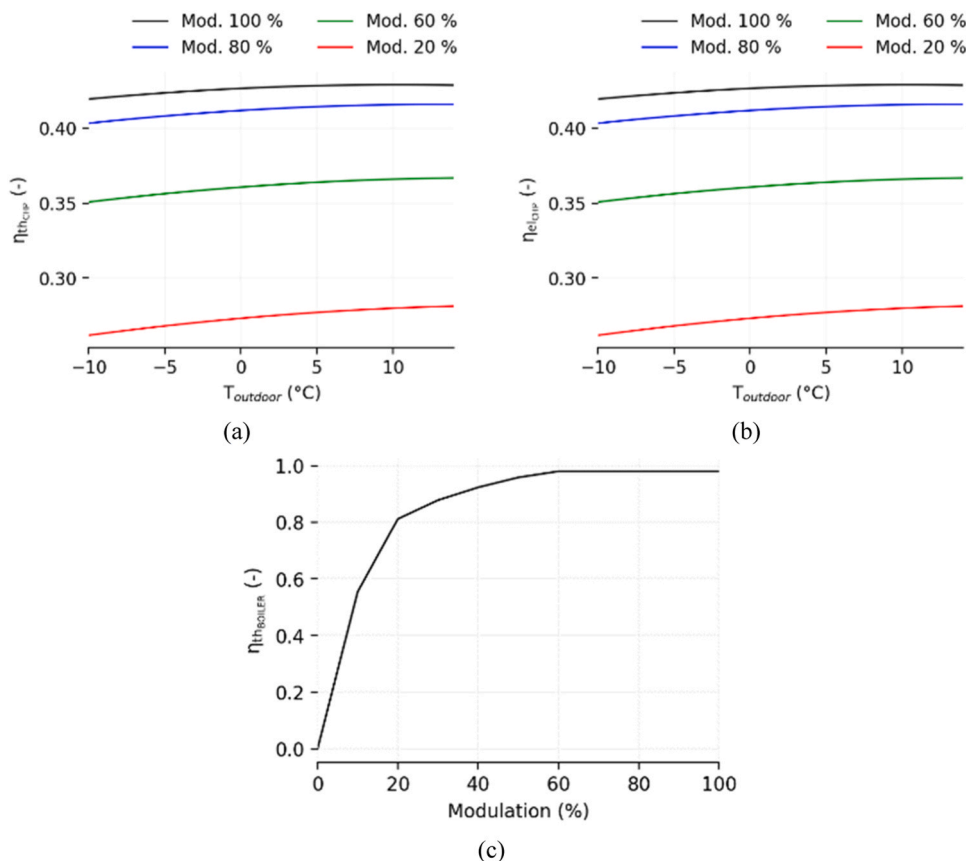 Mod. 100 % Mod. 60 %
Mod. 80 % Mod. 20 %
0.40
0.35
0.30
ηth_CHP (-)
−10 −5 0 5 10
T_outdoor (°C)
(a)
Mod. 100 % Mod. 60 %
Mod. 80 % Mod. 20 %
0.40
0.35
0.30
ηel_CHP (-)
−10 −5 0 5 10
T_outdoor (°C)
(b)
1.0
0.8
0.6
0.4
0.2
0.0
ηth_BOILER (-)
0 20 40 60 80 100
Modulation (%)
(c)